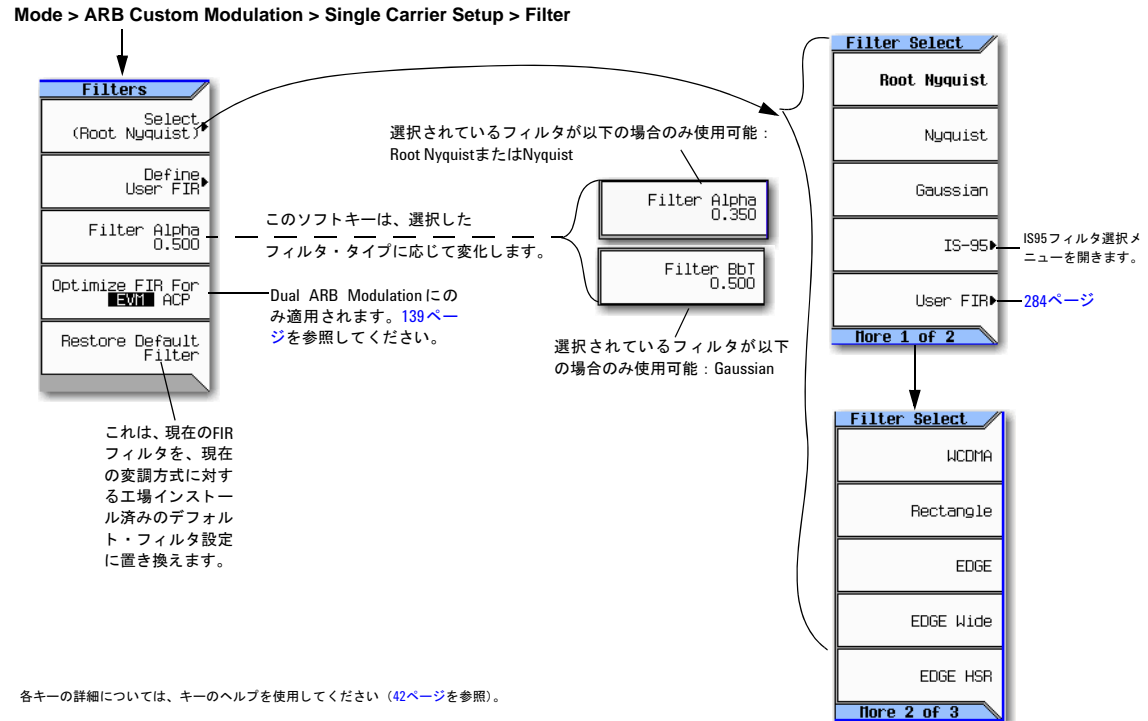 Mode > ARB Custom Modulation > Single Carrier Setup > Filter
Filters
Select
(Root Nyquist)
Define
User FIR
Filter Alpha
0.500
Optimize FIR For
EVM ACP
Restore Default
Filter
このソフトキーは、選択した
フィルタ・タイプに応じて変化します。
Dual ARB Modulationにの
み適用されます。139ペー
ジを参照してください。
これは、現在のFIR
フィルタを、現在
の変調方式に対す
る工場インストー
ル済みのデフォル
ト・フィルタ設定
に置き換えます。
選択されているフィルタが以下の場合のみ使用可能：
Root NyquistまたはNyquist
Filter Alpha
0.350
Filter BbT
0.500
選択されているフィルタが以下
の場合のみ使用可能：Gaussian
Filter Select
Root Nyquist
Nyquist
Gaussian
IS-95
User FIR
More 1 of 2
IS95フィルタ選択メ
ニューを開きます。
284ページ
Filter Select
WCDMA
Rectangle
EDGE
EDGE Wide
EDGE HSR
More 2 of 3
各キーの詳細については、キーのヘルプを使用してください（42ページを参照）。